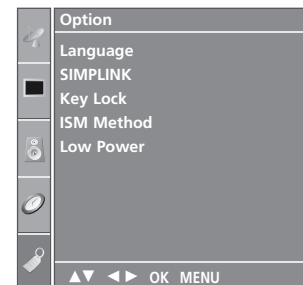 Option
Language
SIMPLINK
Key Lock
ISM Method
Low Power
▲▼ ◄► OK MENU